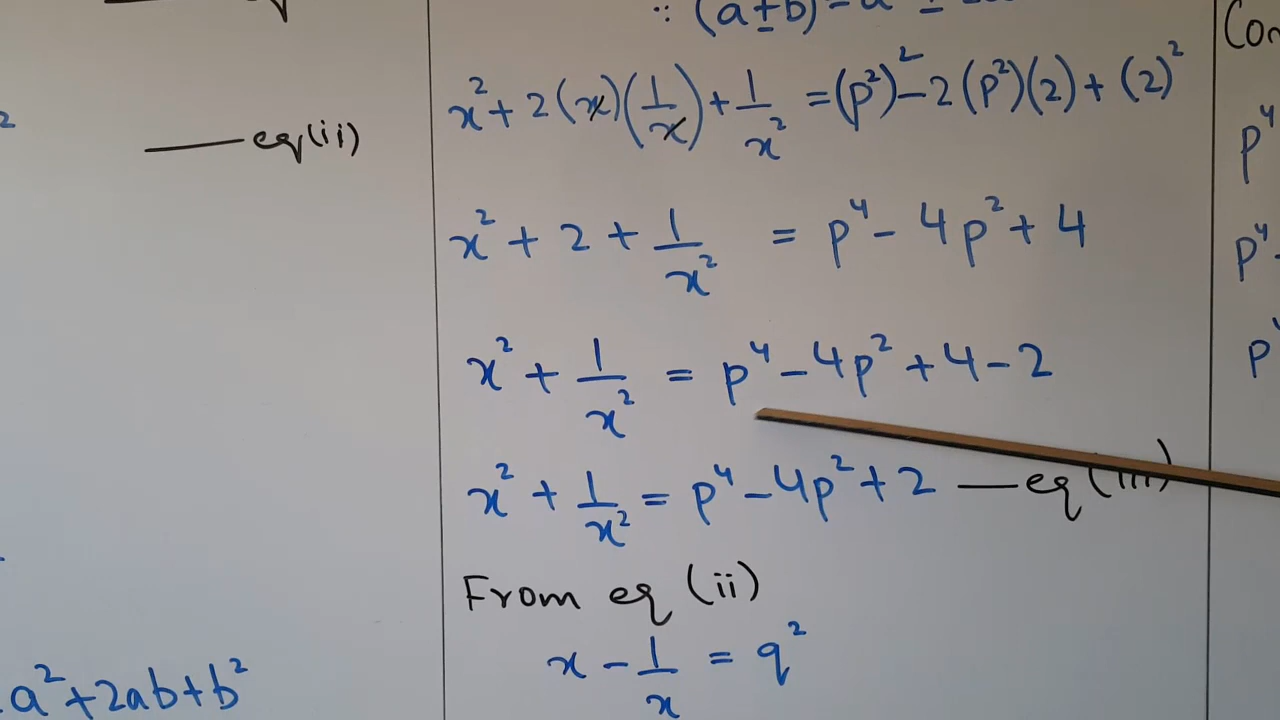 eq(ii)
a²+2ab+b²
∵ (a±b)
x²+2(x)(1/x)+1/x² =(p²)²-2(p²)(2)+(2)²
x²+2+1/x² = p⁴-4p²+4
x²+1/x² = p⁴-4p²+4-2
x²+1/x² = p⁴-4p²+2 —eq(iii)
From eq (ii)
x-1/x = q²
p⁴
p⁴
p